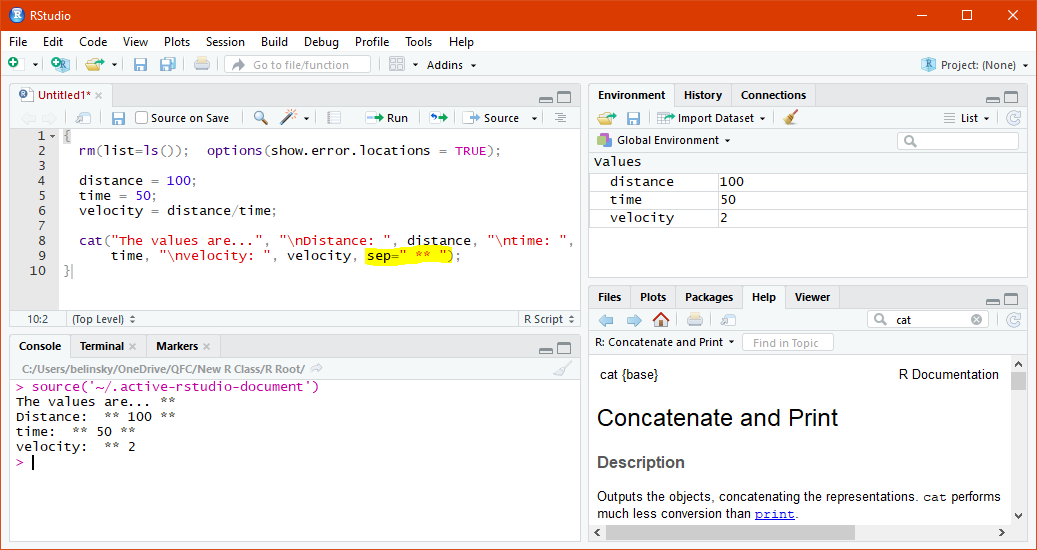 RStudio
File Edit Code View Plots Session Build Debug Profile Tools Help
Go to file/function Addins Project: (None)
Untitled1*
Source on Save Run Source
1 {
2 rm(list=ls()); options(show.error.locations = TRUE);
3
4 distance = 100;
5 time = 50;
6 velocity = distance/time;
7
8 cat("The values are...", "\nDistance: ", distance, "\ntime: ",
9 time, "\nvelocity: ", velocity, sep=" ** ");
10 }
10:2 (Top Level) R Script
Console Terminal Markers
C:/Users/belinsky/OneDrive/QFC/New R Class/R Root/
> source('~/.active-rstudio-document')
The values are... **
Distance:  ** 100 **
time:  ** 50 **
velocity:  ** 2
>
Environment History Connections
Import Dataset List
Global Environment
Values
distance 100
time 50
velocity 2
Files Plots Packages Help Viewer
cat
R: Concatenate and Print Find in Topic
cat {base} R Documentation
Concatenate and Print
Description
Outputs the objects, concatenating the representations. cat performs
much less conversion than print.